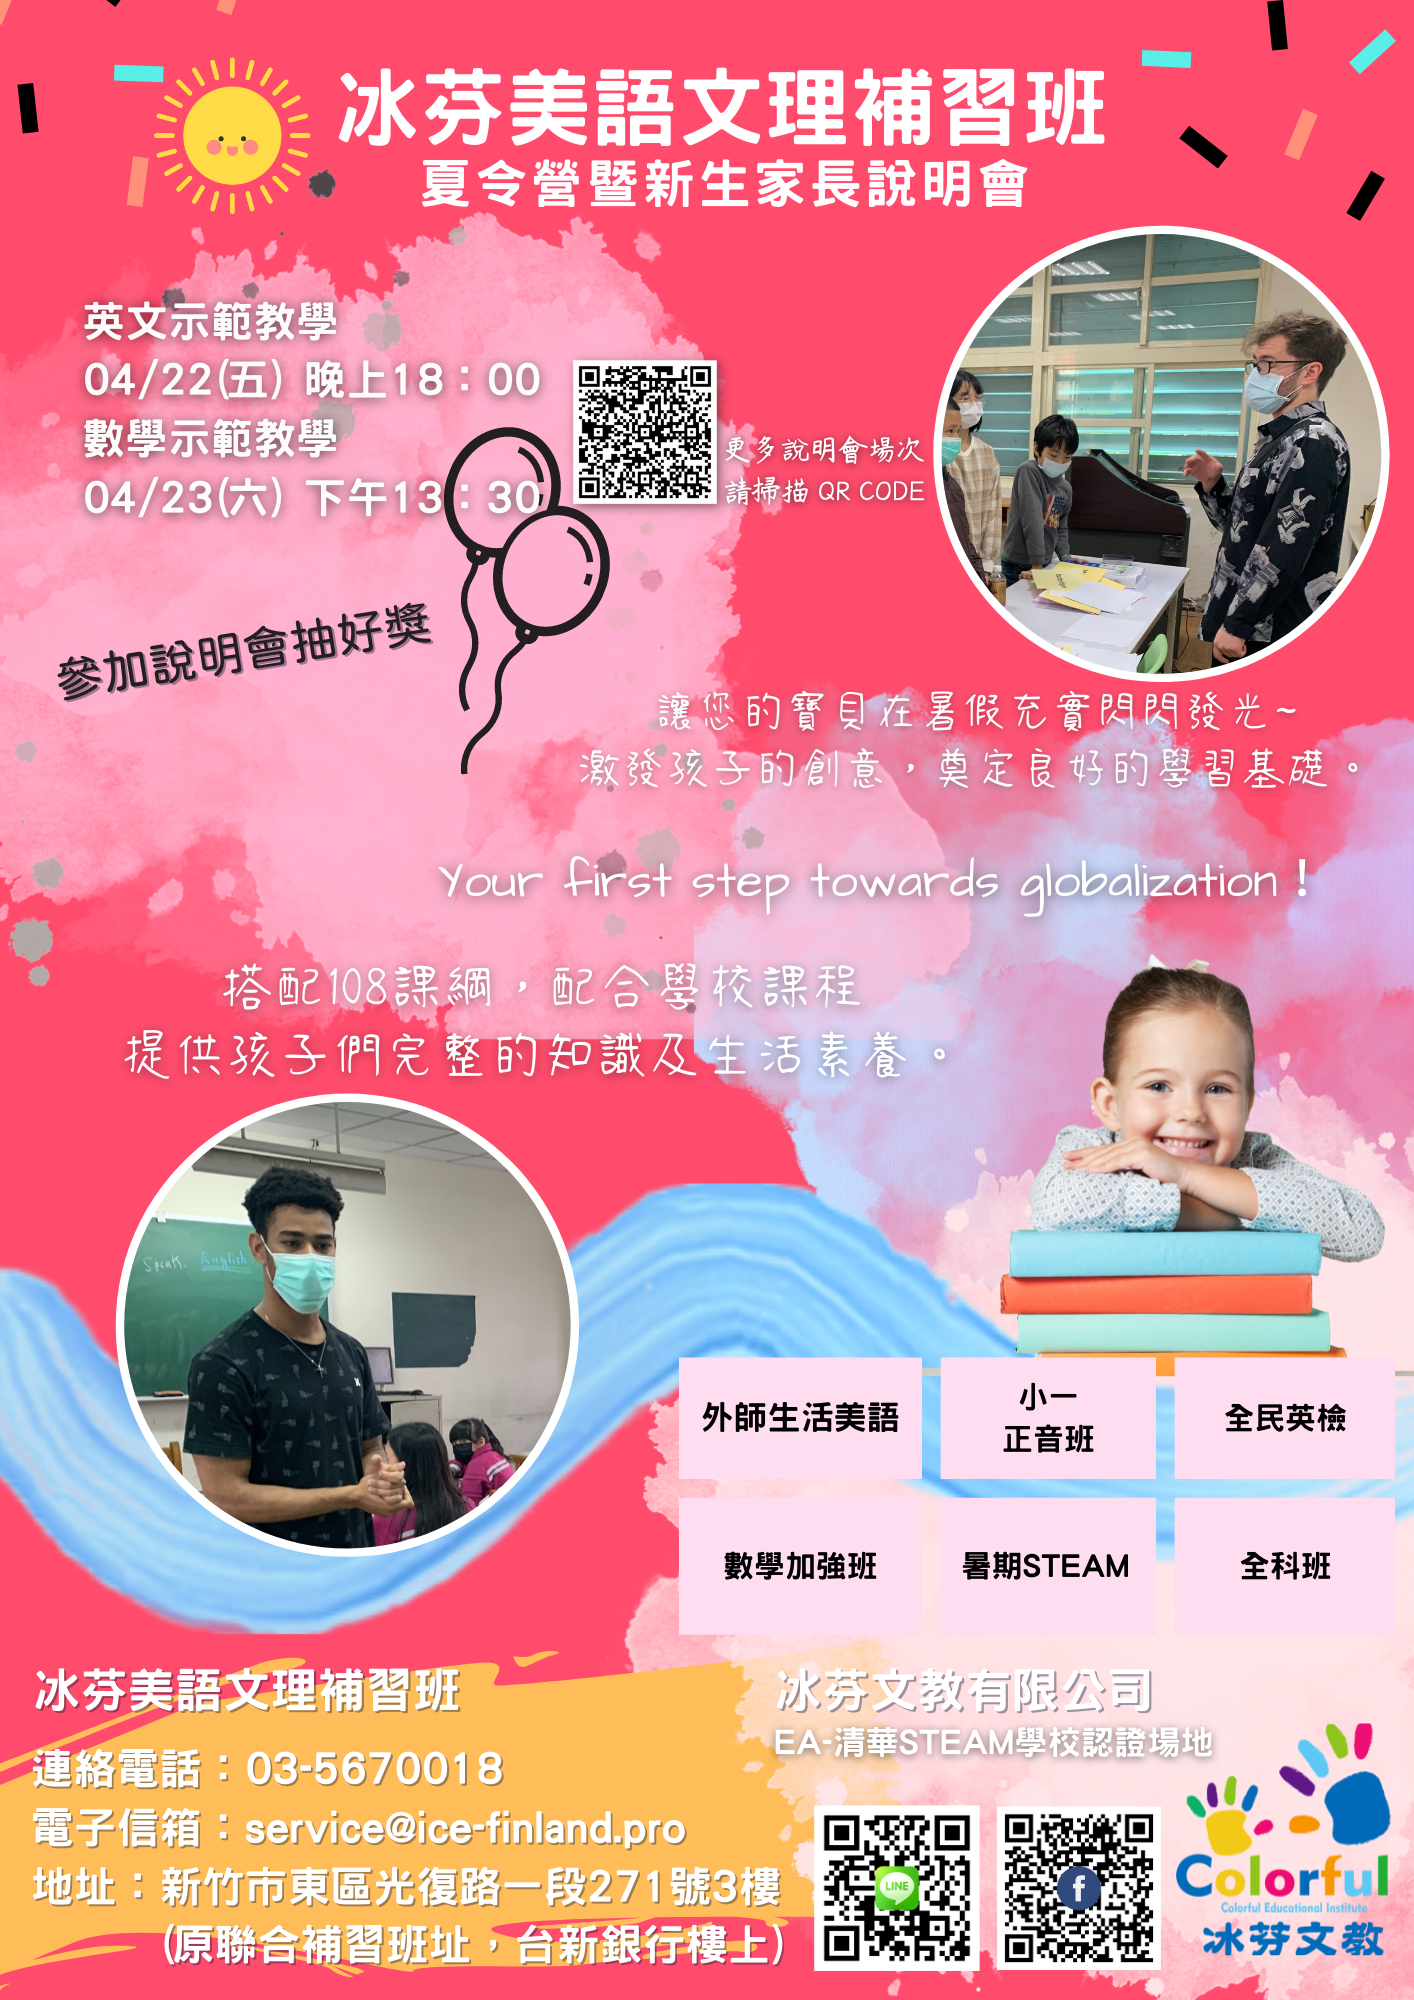 冰芬美語文理補習班
夏令營暨新生家長說明會
英文示範教學
04/22(五) 晚上18：00
數學示範教學
04/23(六) 下午13：30
更多說明會場次
請掃描 QR CODE
參加說明會抽好獎
讓您的寶貝在暑假充實閃閃發光~
激發孩子的創意，奠定良好的學習基礎。
Your first step towards globalization！
搭配108課綱，配合學校課程
提供孩子們完整的知識及生活素養。
Speak. English
外師生活美語
小一
正音班
全民英檢
數學加強班
暑期STEAM
全科班
冰芬美語文理補習班
連絡電話：03-5670018
電子信箱：service@ice-finland.pro
地址：新竹市東區光復路一段271號3樓
(原聯合補習班址，台新銀行樓上)
冰芬文教有限公司
EA-清華STEAM學校認證場地
LINE
f
Colorful
Colorful Educational Institute
冰芬文教